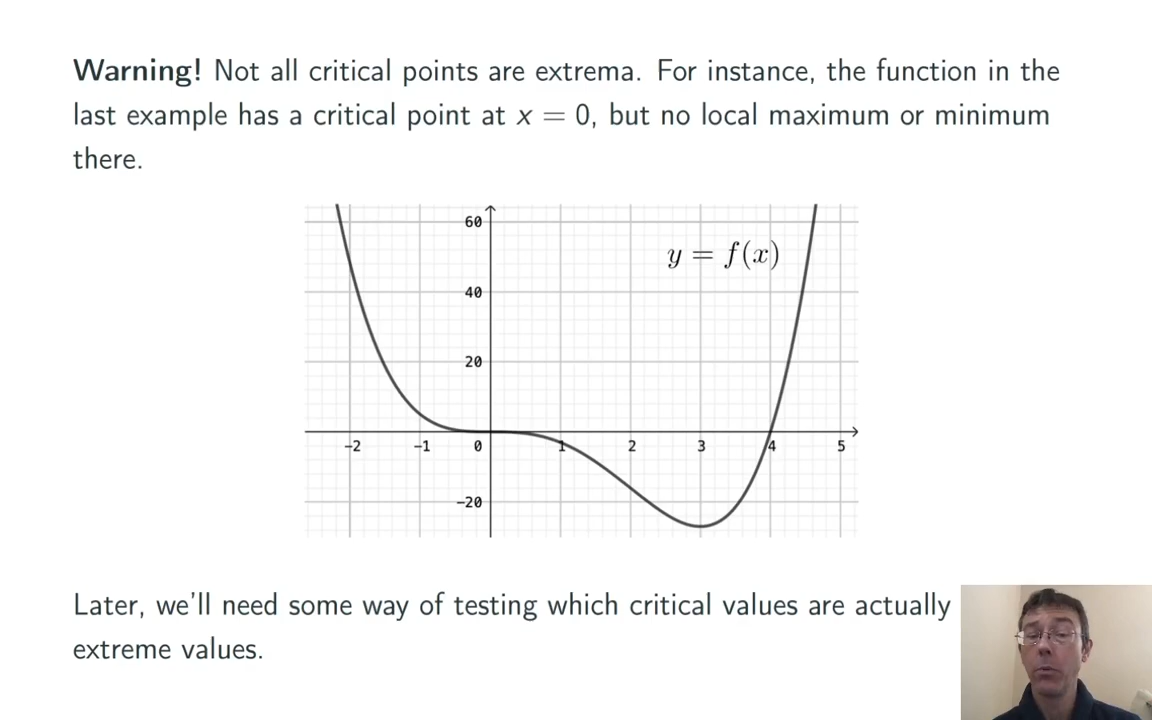 Warning! Not all critical points are extrema. For instance, the function in the
last example has a critical point at x = 0, but no local maximum or minimum
there.
60
y = f(x)
40
20
-2 -1 0 1 2 3 4 5
-20
Later, we'll need some way of testing which critical values are actually
extreme values.